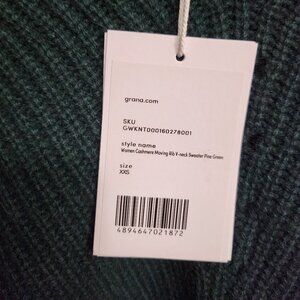 grana.com
SKU
GWKNT000160278001
style name
Women Cashmere Moving Rib V-neck Sweater Pine Green
size
XXS
4894647021872